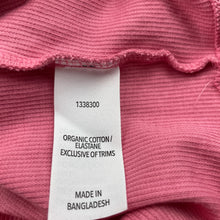 1338300
ORGANIC COTTON/
ELASTANE
EXCLUSIVE OF TRIMS
MADE IN
BANGLADESH